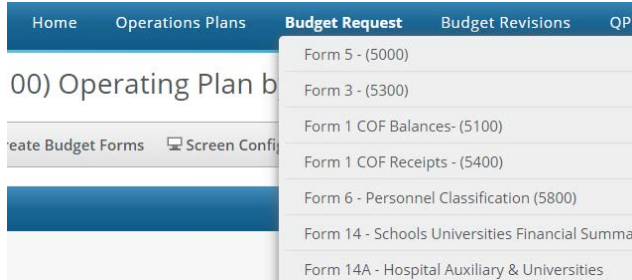 Home Operations Plans Budget Request Budget Revisions QP
Form 5 - (5000)
00) Operating Plan b
Form 3 - (5300)
Form 1 COF Balances- (5100)
reate Budget Forms Screen Confi
Form 1 COF Receipts - (5400)
Form 6 - Personnel Classification (5800)
Form 14 - Schools Universities Financial Summa
Form 14A - Hospital Auxiliary & Universities